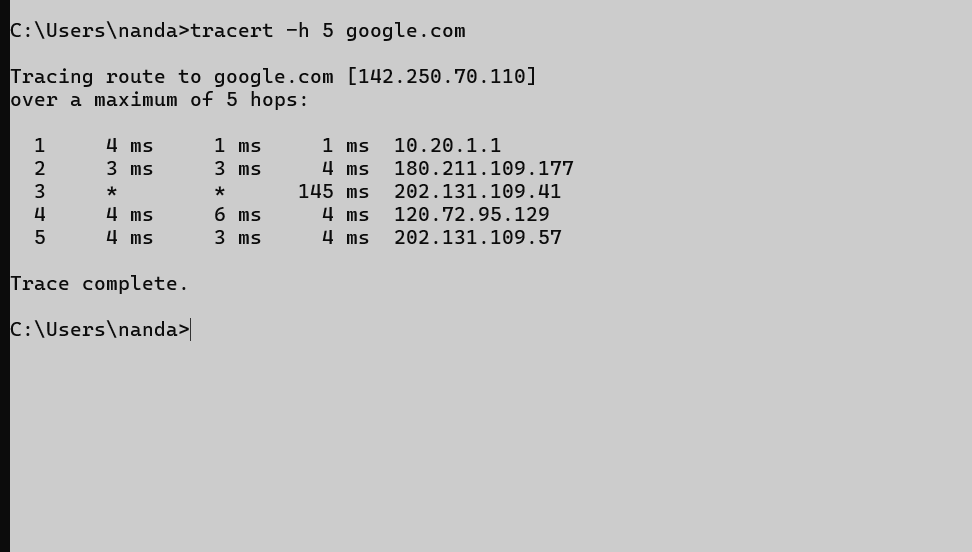 C:\Users\nanda>tracert -h 5 google.com
Tracing route to google.com [142.250.70.110]
over a maximum of 5 hops:
1 4 ms 1 ms 1 ms 10.20.1.1
2 3 ms 3 ms 4 ms 180.211.109.177
3 * * 145 ms 202.131.109.41
4 4 ms 6 ms 4 ms 120.72.95.129
5 4 ms 3 ms 4 ms 202.131.109.57
Trace complete.
C:\Users\nanda>